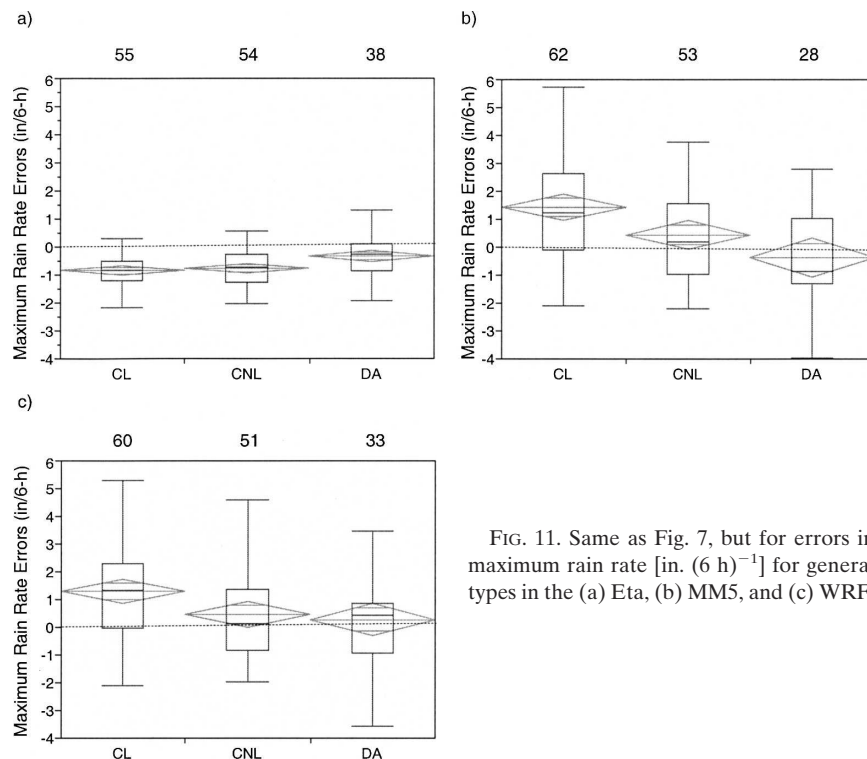 a)
55 54 38
Maximum Rain Rate Errors (in/6-h)
6
5
4
3
2
1
0
-1
-2
-3
-4
CL CNL DA
b)
62 53 28
Maximum Rain Rate Errors (in/6-h)
6
5
4
3
2
1
0
-1
-2
-3
-4
CL CNL DA
c)
60 51 33
Maximum Rain Rate Errors (in/6-h)
6
5
4
3
2
1
0
-1
-2
-3
-4
CL CNL DA
FIG. 11. Same as Fig. 7, but for errors in
maximum rain rate [in. (6 h)⁻¹] for genera
types in the (a) Eta, (b) MM5, and (c) WRF